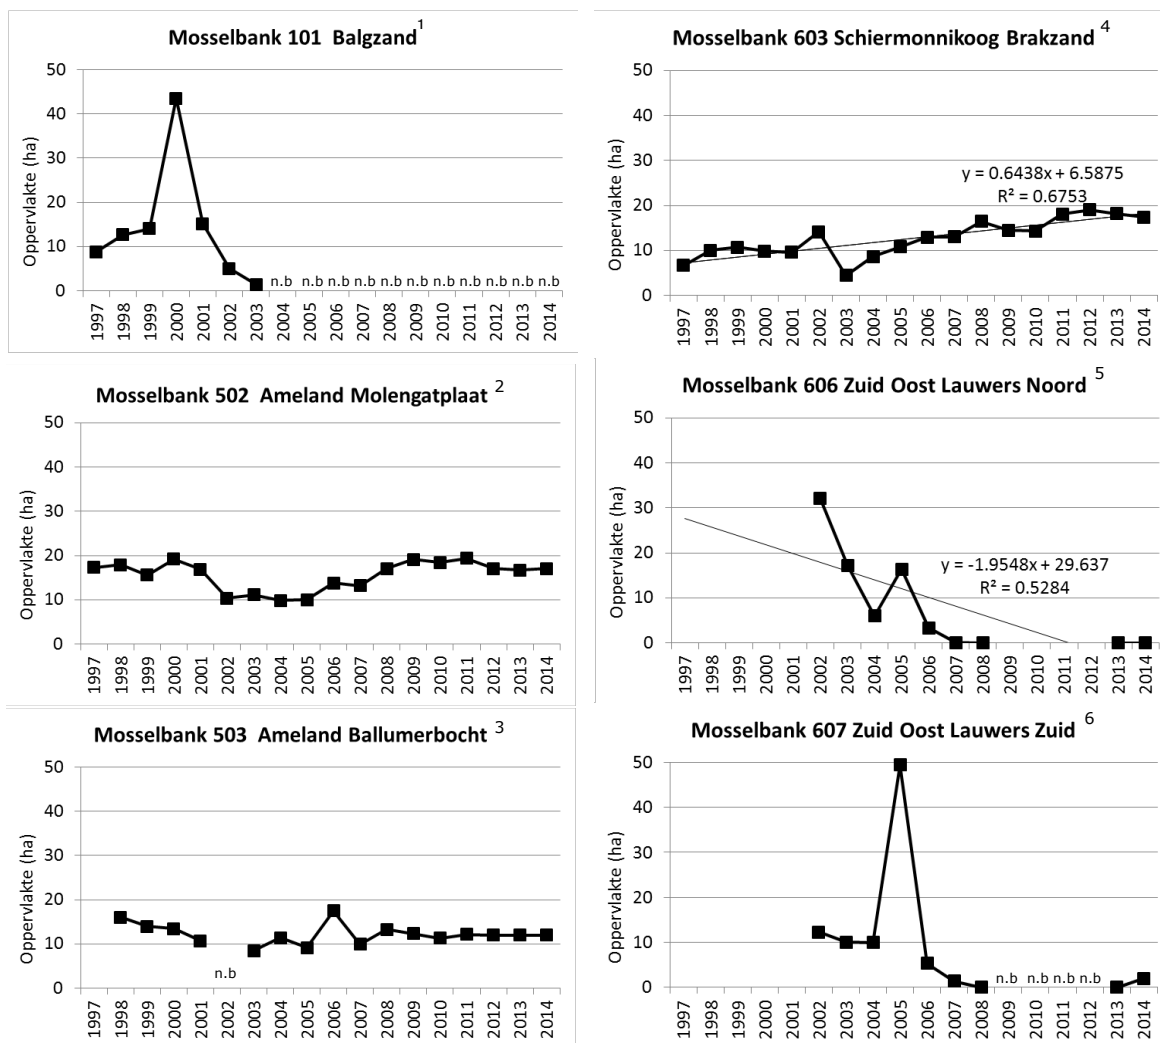 Mosselbank 101 Balgzand 1
Oppervlakte (ha)
50
40
30
20
10
0
n.b n.b n.b n.b n.b n.b n.b n.b n.b n.b n.b
1997 1998 1999 2000 2001 2002 2003 2004 2005 2006 2007 2008 2009 2010 2011 2012 2013 2014
Mosselbank 502 Ameland Molengatplaat 2
Oppervlakte (ha)
50
40
30
20
10
0
1997 1998 1999 2000 2001 2002 2003 2004 2005 2006 2007 2008 2009 2010 2011 2012 2013 2014
Mosselbank 503 Ameland Ballumerbocht 3
Oppervlakte (ha)
50
40
30
20
10
0
n.b
1997 1998 1999 2000 2001 2002 2003 2004 2005 2006 2007 2008 2009 2010 2011 2012 2013 2014
Mosselbank 603 Schiermonnikoog Brakzand 4
Oppervlakte (ha)
50
40
30
20
10
0
y = 0.6438x + 6.5875
R² = 0.6753
1997 1998 1999 2000 2001 2002 2003 2004 2005 2006 2007 2008 2009 2010 2011 2012 2013 2014
Mosselbank 606 Zuid Oost Lauwers Noord 5
Oppervlakte (ha)
50
40
30
20
10
0
y = -1.9548x + 29.637
R² = 0.5284
1997 1998 1999 2000 2001 2002 2003 2004 2005 2006 2007 2008 2009 2010 2011 2012 2013 2014
Mosselbank 607 Zuid Oost Lauwers Zuid 6
Oppervlakte (ha)
50
40
30
20
10
0
n.b n.b n.b n.b
1997 1998 1999 2000 2001 2002 2003 2004 2005 2006 2007 2008 2009 2010 2011 2012 2013 2014